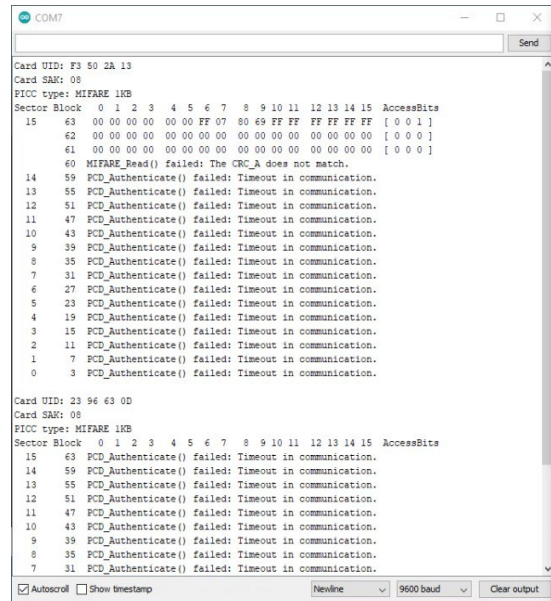 COM7
Send
Card UID: F3 50 2A 13
Card SAK: 08
PICC type: MIFARE 1KB
Sector Block 0 1 2 3 4 5 6 7 8 9 10 11 12 13 14 15 AccessBits
15 63 00 00 00 00 00 00 FF 07 80 69 FF FF FF FF FF FF [ 0 0 1 ]
62 00 00 00 00 00 00 00 00 00 00 00 00 00 00 00 00 [ 0 0 0 ]
61 00 00 00 00 00 00 00 00 00 00 00 00 00 00 00 00 [ 0 0 0 ]
60 MIFARE_Read() failed: The CRC_A does not match.
14 59 PCD_Authenticate() failed: Timeout in communication.
13 55 PCD_Authenticate() failed: Timeout in communication.
12 51 PCD_Authenticate() failed: Timeout in communication.
11 47 PCD_Authenticate() failed: Timeout in communication.
10 43 PCD_Authenticate() failed: Timeout in communication.
9 39 PCD_Authenticate() failed: Timeout in communication.
8 35 PCD_Authenticate() failed: Timeout in communication.
7 31 PCD_Authenticate() failed: Timeout in communication.
6 27 PCD_Authenticate() failed: Timeout in communication.
5 23 PCD_Authenticate() failed: Timeout in communication.
4 19 PCD_Authenticate() failed: Timeout in communication.
3 15 PCD_Authenticate() failed: Timeout in communication.
2 11 PCD_Authenticate() failed: Timeout in communication.
1 7 PCD_Authenticate() failed: Timeout in communication.
0 3 PCD_Authenticate() failed: Timeout in communication.
Card UID: 23 96 63 0D
Card SAK: 08
PICC type: MIFARE 1KB
Sector Block 0 1 2 3 4 5 6 7 8 9 10 11 12 13 14 15 AccessBits
15 63 PCD_Authenticate() failed: Timeout in communication.
14 59 PCD_Authenticate() failed: Timeout in communication.
13 55 PCD_Authenticate() failed: Timeout in communication.
12 51 PCD_Authenticate() failed: Timeout in communication.
11 47 PCD_Authenticate() failed: Timeout in communication.
10 43 PCD_Authenticate() failed: Timeout in communication.
9 39 PCD_Authenticate() failed: Timeout in communication.
8 35 PCD_Authenticate() failed: Timeout in communication.
7 31 PCD_Authenticate() failed: Timeout in communication.
Autoscroll Show timestamp Newline 9600 baud Clear output